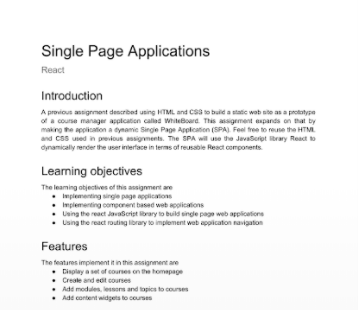 Single Page Applications
React
Introduction
A previous assignment described using HTML and CSS to build a static web site as a prototype
of a course manager application called WhiteBoard. This assignment expands on that by
making the application a dynamic Single Page Application (SPA). Feel free to reuse the HTML
and CSS used in previous assignments. The SPA will use the JavaScript library React to
dynamically render the user interface in terms of reusable React components.
Learning objectives
The learning objectives of this assignment are
● Implementing single page applications
● Implementing component based web applications
● Using the react JavaScript library to build single page web applications
● Using the react routing library to implement web application navigation
Features
The features implement it in this assignment are
● Display a set of courses on the homepage
● Create and edit courses
● Add modules, lessons and topics to courses
● Add content widgets to courses